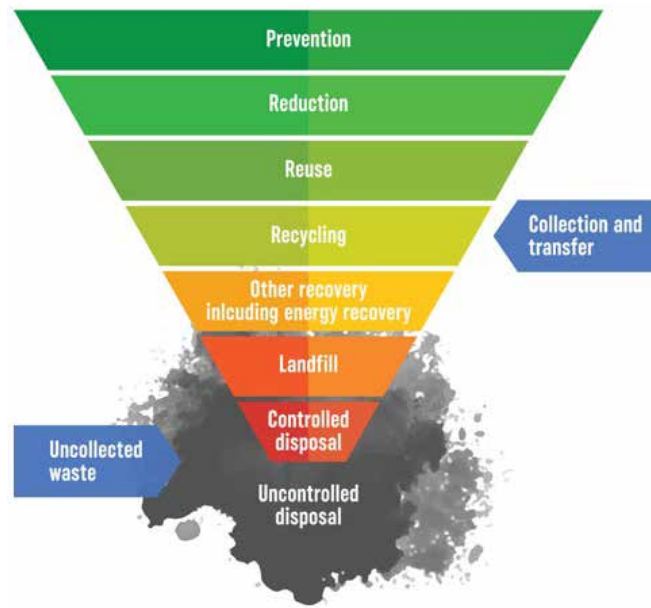 Prevention
Reduction
Reuse
Recycling
Collection and
transfer
Other recovery
inlcuding energy recovery
Landfill
Controlled
disposal
Uncollected
waste
Uncontrolled
disposal